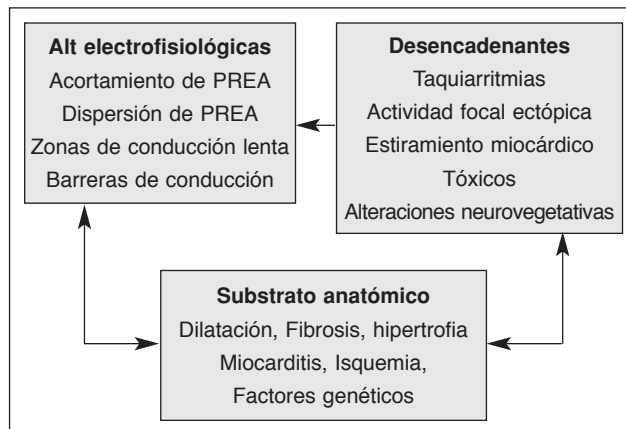 Alt electrofisiológicas
Acortamiento de PREA
Dispersión de PREA
Zonas de conducción lenta
Barreras de conducción
Desencadenantes
Taquiarritmias
Actividad focal ectópica
Estiramiento miocárdico
Tóxicos
Alteraciones neurovegetativas
Substrato anatómico
Dilatación, Fibrosis, hipertrofia
Miocarditis, Isquemia,
Factores genéticos